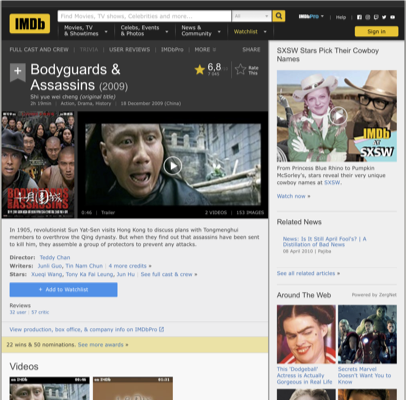 IMDb
Find Movies, TV shows, Celebrities and more...
All
IMDbPro
Help
Movies, TV
& Showtimes
Celebs, Events
& Photos
News &
Community
Watchlist
Sign in
FULL CAST AND CREW | TRIVIA | USER REVIEWS | IMDbPro | MORE
SHARE
Bodyguards &
Assassins (2009)
Shi yue wei cheng (original title)
2h 19min | Action, Drama, History | 18 December 2009 (China)
6,8
Rate
This
BODYGUARDS
ASSASSINS
十月围城
0:46 | Trailer
2 VIDEOS | 151 IMAGES
In 1905, revolutionist Sun Yat-Sen visits Hong Kong to discuss plans with Tongmenghui
members to overthrow the Qing dynasty. But when they find out that assassins have been sent
to kill him, they assemble a group of protectors to prevent any attacks.
Director: Teddy Chan
Writers: Junli Guo, Tin Nam Chun | 4 more credits »
Stars: Xueqi Wang, Tony Ka Fai Leung, Jun Hu | See full cast & crew »
+ Add to Watchlist
Reviews
32 user | 57 critic
View production, box office, & company info on IMDbPro
22 wins & 50 nominations. See more awards »
Videos
SXSW Stars Pick Their Cowboy
Names
IMDb
AT
SXSW
From Princess Blue Rhino to Pumpkin
McSorley's, stars reveal their very unique
cowboy names at SXSW.
Watch now »
Related News
News: Is It Still April Fool's? | A
Distillation of Bad News
09 April 2010 | Pajiba
See all related articles »
Around The Web
Powered by ZergNet
This 'Dodgeball'
Actress is Actually
Gorgeous in Real Life
Secrets Marvel
Doesn't Want You to
Know